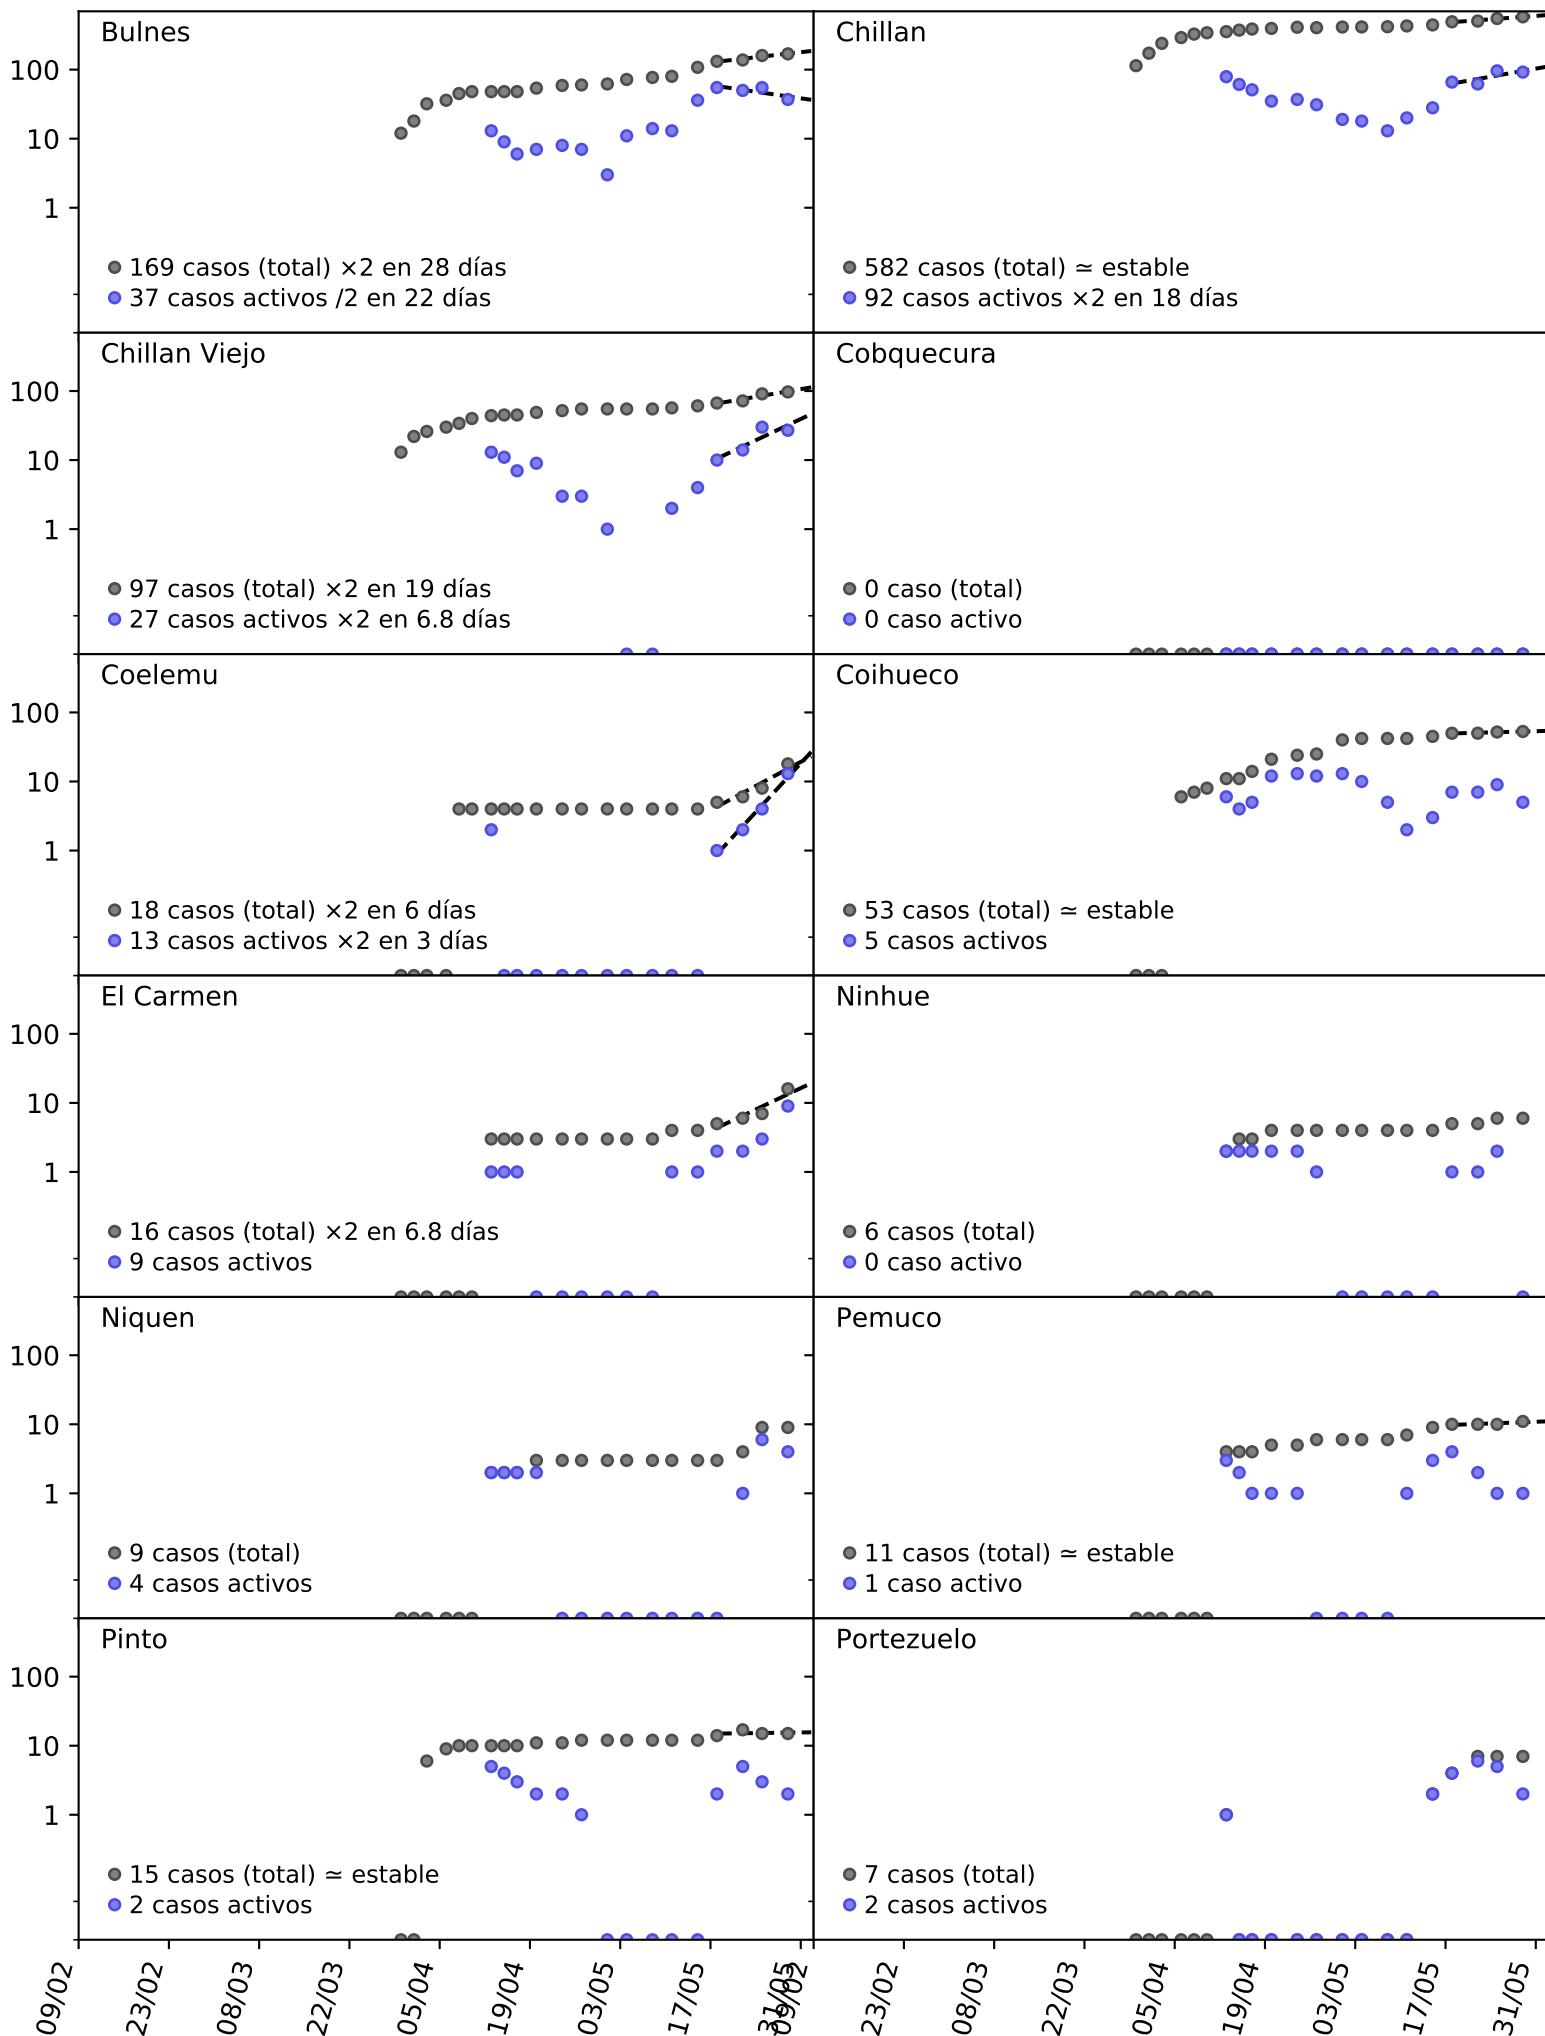 Bulnes
Chillan
100
10
1
169 casos (total) ×2 en 28 días
37 casos activos /2 en 22 días
582 casos (total) ≃ estable
92 casos activos ×2 en 18 días
Chillan Viejo
Cobquecura
100
10
1
97 casos (total) ×2 en 19 días
27 casos activos ×2 en 6.8 días
0 caso (total)
0 caso activo
Coelemu
Coihueco
100
10
1
18 casos (total) ×2 en 6 días
13 casos activos ×2 en 3 días
53 casos (total) ≃ estable
5 casos activos
El Carmen
Ninhue
100
10
1
16 casos (total) ×2 en 6.8 días
9 casos activos
6 casos (total)
0 caso activo
Niquen
Pemuco
100
10
1
9 casos (total)
4 casos activos
11 casos (total) ≃ estable
1 caso activo
Pinto
Portezuelo
100
10
1
15 casos (total) ≃ estable
2 casos activos
7 casos (total)
2 casos activos
09/02
23/02
08/03
22/03
05/04
19/04
03/05
17/05
31/05
09/02
23/02
08/03
22/03
05/04
19/04
03/05
17/05
31/05